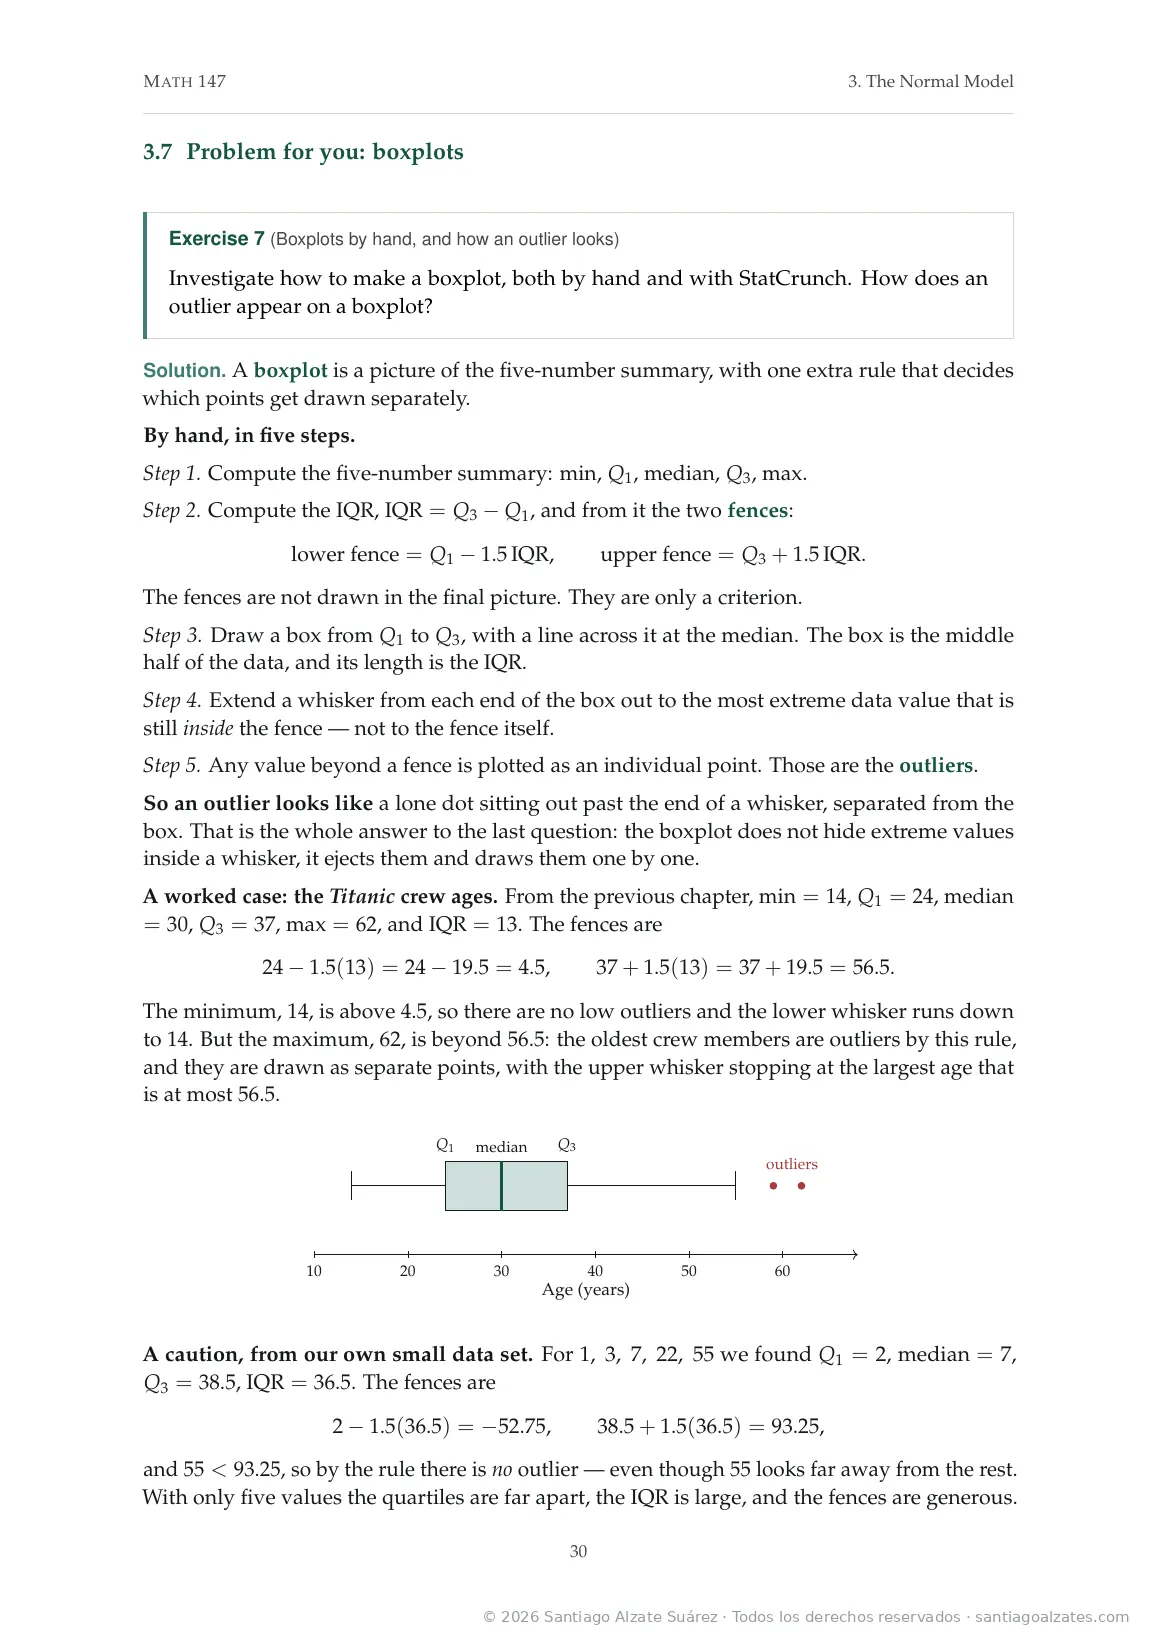 MATH 147
3. The Normal Model
3.7 Problem for you: boxplots
Exercise 7 (Boxplots by hand, and how an outlier looks)
Investigate how to make a boxplot, both by hand and with StatCrunch. How does an
outlier appear on a boxplot?
Solution. A boxplot is a picture of the five-number summary, with one extra rule that decides
which points get drawn separately.
By hand, in five steps.
Step 1. Compute the five-number summary: min, Q₁, median, Q₃, max.
Step 2. Compute the IQR, IQR = Q₃ − Q₁, and from it the two fences:
lower fence = Q₁ − 1.5 IQR, upper fence = Q₃ + 1.5 IQR.
The fences are not drawn in the final picture. They are only a criterion.
Step 3. Draw a box from Q₁ to Q₃, with a line across it at the median. The box is the middle
half of the data, and its length is the IQR.
Step 4. Extend a whisker from each end of the box out to the most extreme data value that is
still inside the fence — not to the fence itself.
Step 5. Any value beyond a fence is plotted as an individual point. Those are the outliers.
So an outlier looks like a lone dot sitting out past the end of a whisker, separated from the
box. That is the whole answer to the last question: the boxplot does not hide extreme values
inside a whisker, it ejects them and draws them one by one.
A worked case: the Titanic crew ages. From the previous chapter, min = 14, Q₁ = 24, median
= 30, Q₃ = 37, max = 62, and IQR = 13. The fences are
24 − 1.5(13) = 24 − 19.5 = 4.5, 37 + 1.5(13) = 37 + 19.5 = 56.5.
The minimum, 14, is above 4.5, so there are no low outliers and the lower whisker runs down
to 14. But the maximum, 62, is beyond 56.5: the oldest crew members are outliers by this rule,
and they are drawn as separate points, with the upper whisker stopping at the largest age that
is at most 56.5.
Q₁ median Q₃
outliers
10 20 30 40 50 60
Age (years)
A caution, from our own small data set. For 1, 3, 7, 22, 55 we found Q₁ = 2, median = 7,
Q₃ = 38.5, IQR = 36.5. The fences are
2 − 1.5(36.5) = −52.75, 38.5 + 1.5(36.5) = 93.25,
and 55 < 93.25, so by the rule there is no outlier — even though 55 looks far away from the rest.
With only five values the quartiles are far apart, the IQR is large, and the fences are generous.
30
© 2026 Santiago Alzate Suárez · Todos los derechos reservados · santiagoalzates.com